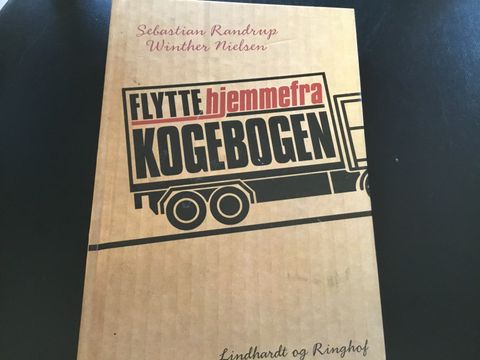 Sebastian Randrup
Winther Nielsen
FLYTTE hjemmefra
KOGEBOGEN
Lindhardt og Ringhof